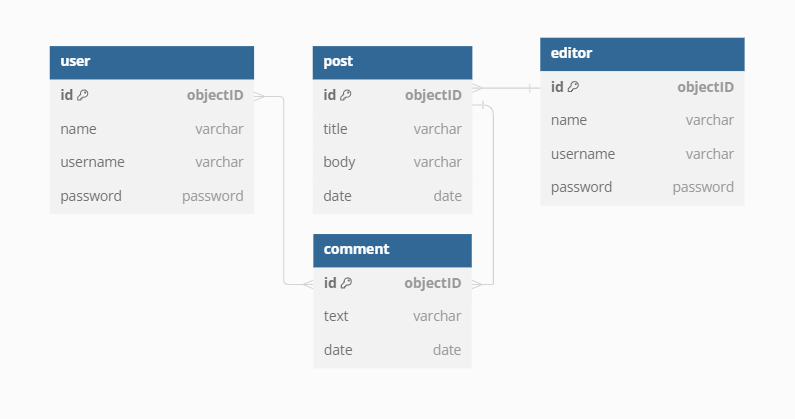 user
id objectID
name varchar
username varchar
password password
post
id objectID
title varchar
body varchar
date date
editor
id objectID
name varchar
username varchar
password password
comment
id objectID
text varchar
date date